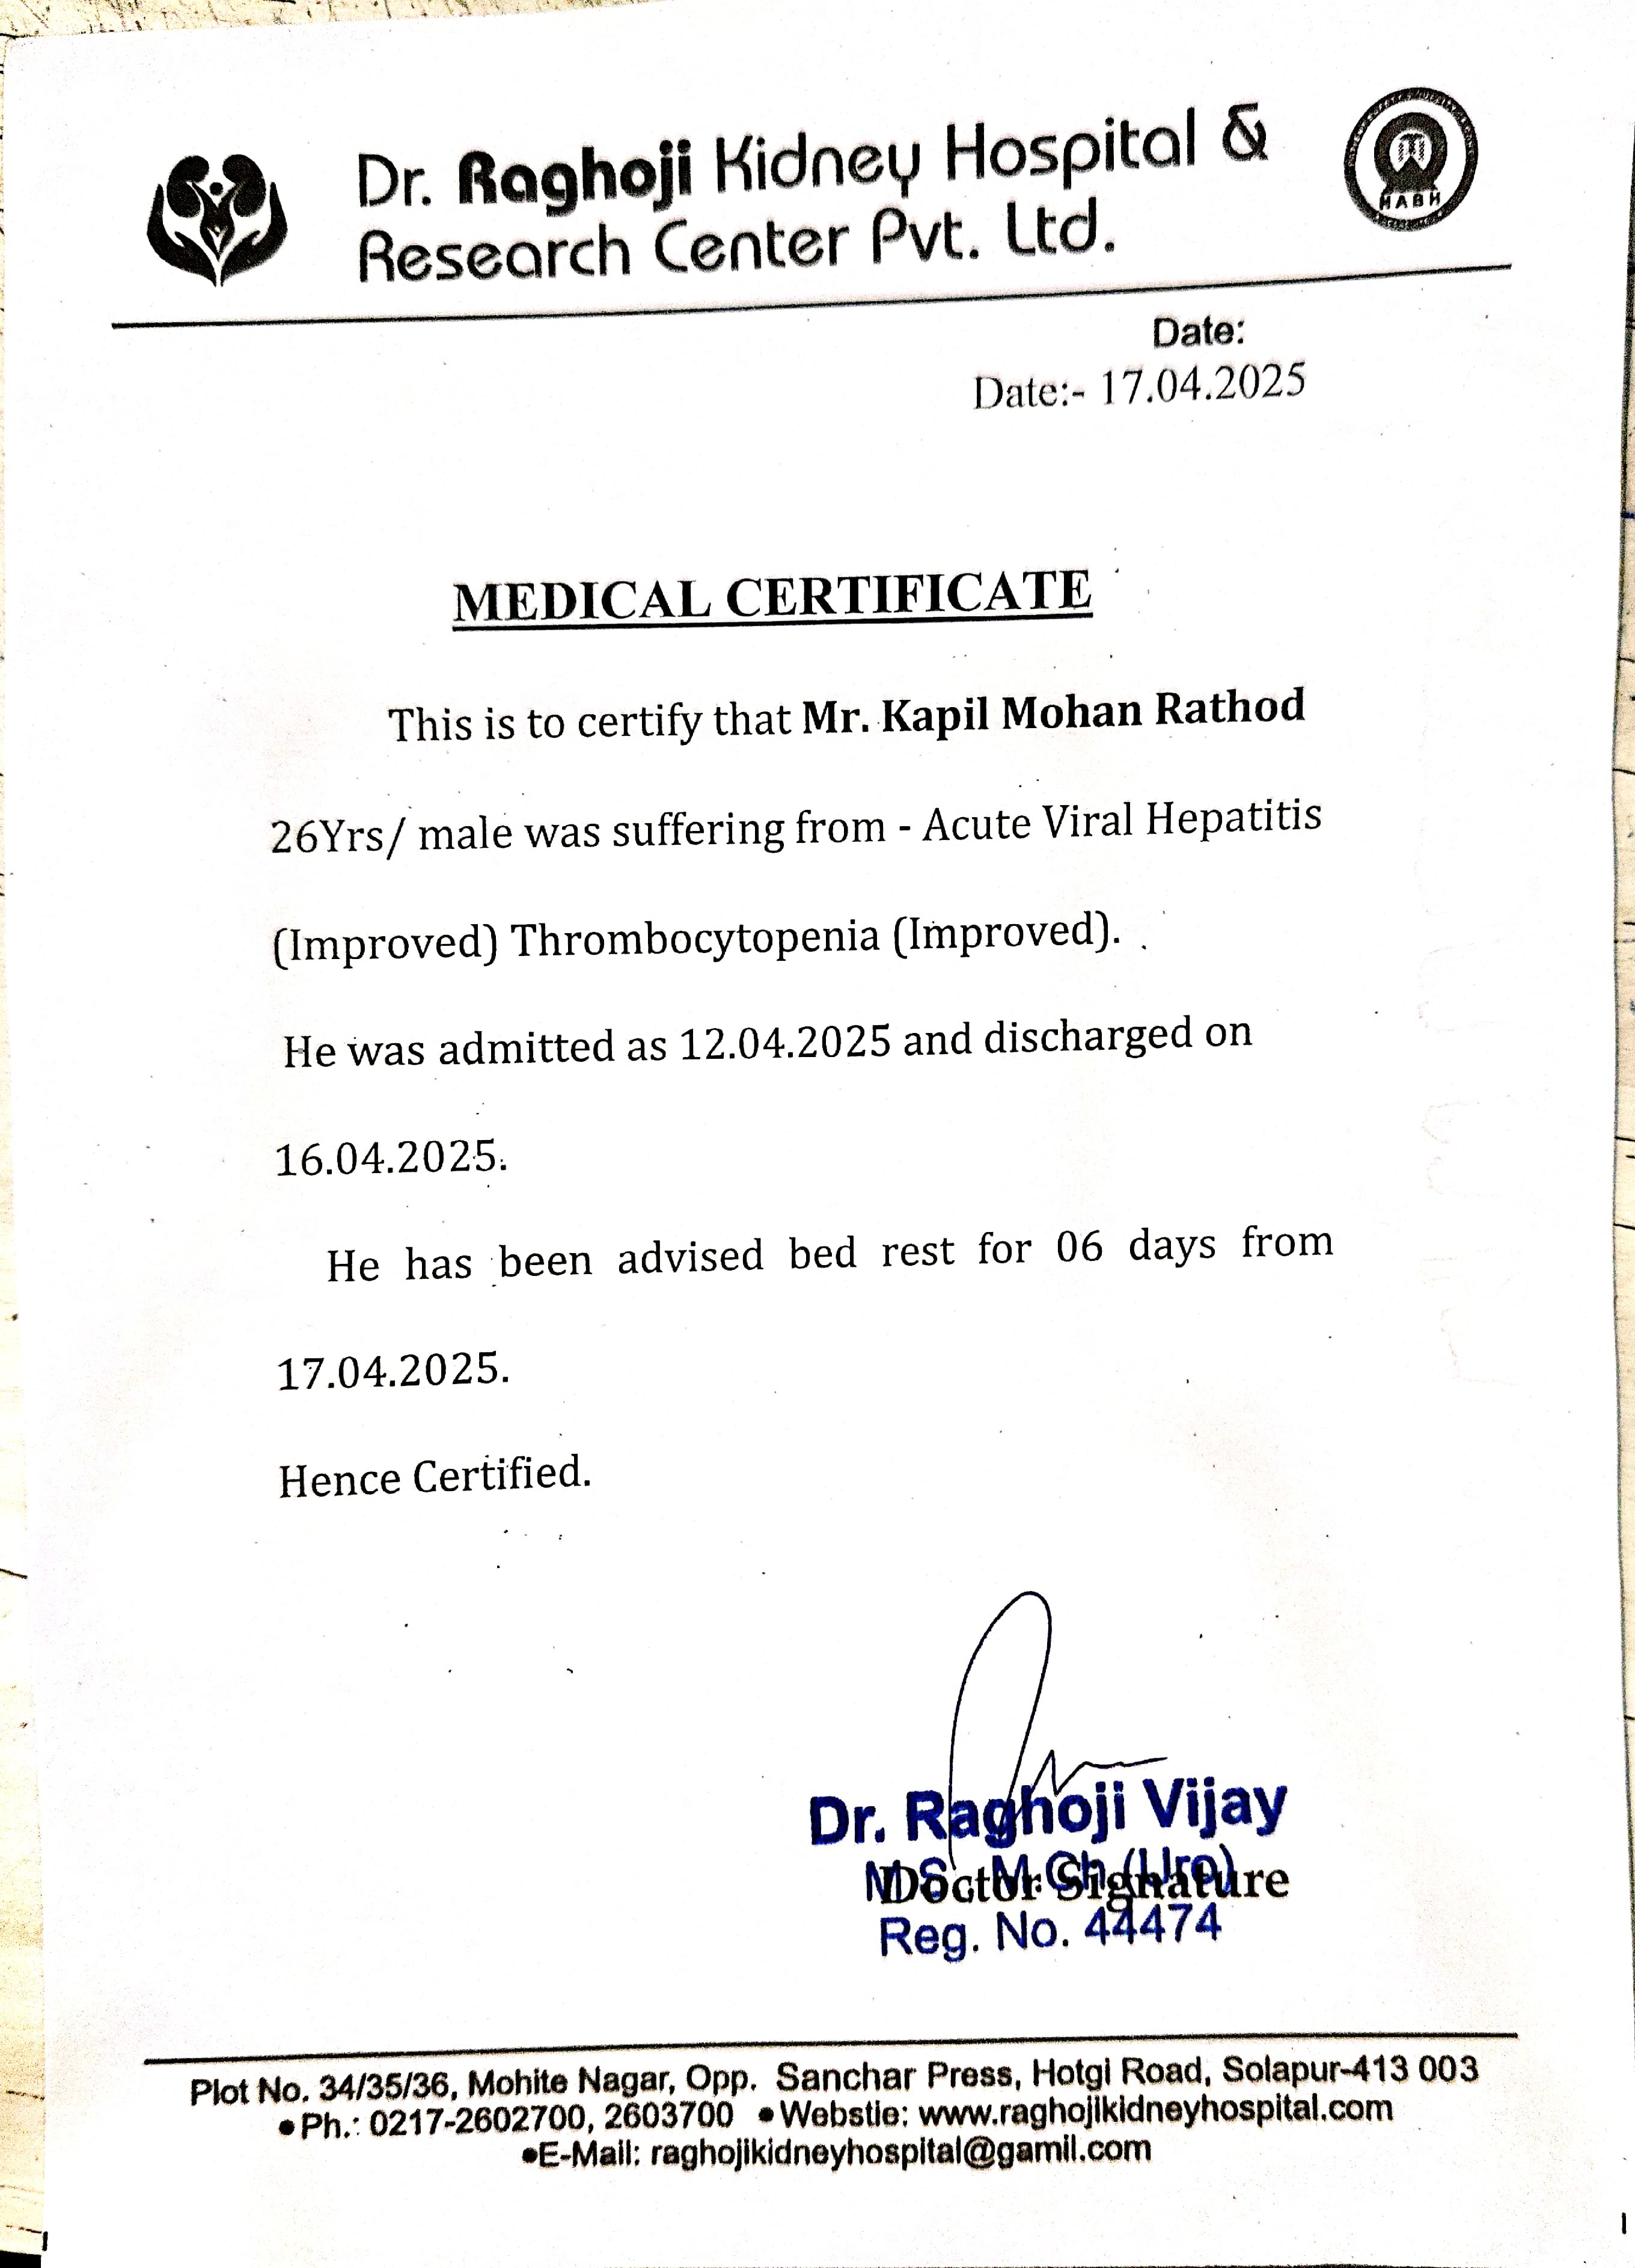 Dr. Raghoji Kidney Hospital &
Research Center Pvt. Ltd.
NABH
Date:
Date:- 17.04.2025
MEDICAL CERTIFICATE
This is to certify that Mr. Kapil Mohan Rathod
26Yrs/ male was suffering from - Acute Viral Hepatitis
(Improved) Thrombocytopenia (Improved).
He was admitted as 12.04.2025 and discharged on
16.04.2025.
He has been advised bed rest for 06 days from
17.04.2025.
Hence Certified.
Dr. Raghoji Vijay
M.S., M.Ch (Uro)
Doctor Signature
Reg. No. 44474
Plot No. 34/35/36, Mohite Nagar, Opp. Sanchar Press, Hotgi Road, Solapur-413 003
•Ph.: 0217-2602700, 2603700 •Webstie: www.raghojikidneyhospital.com
•E-Mail: raghojikidneyhospital@gamil.com